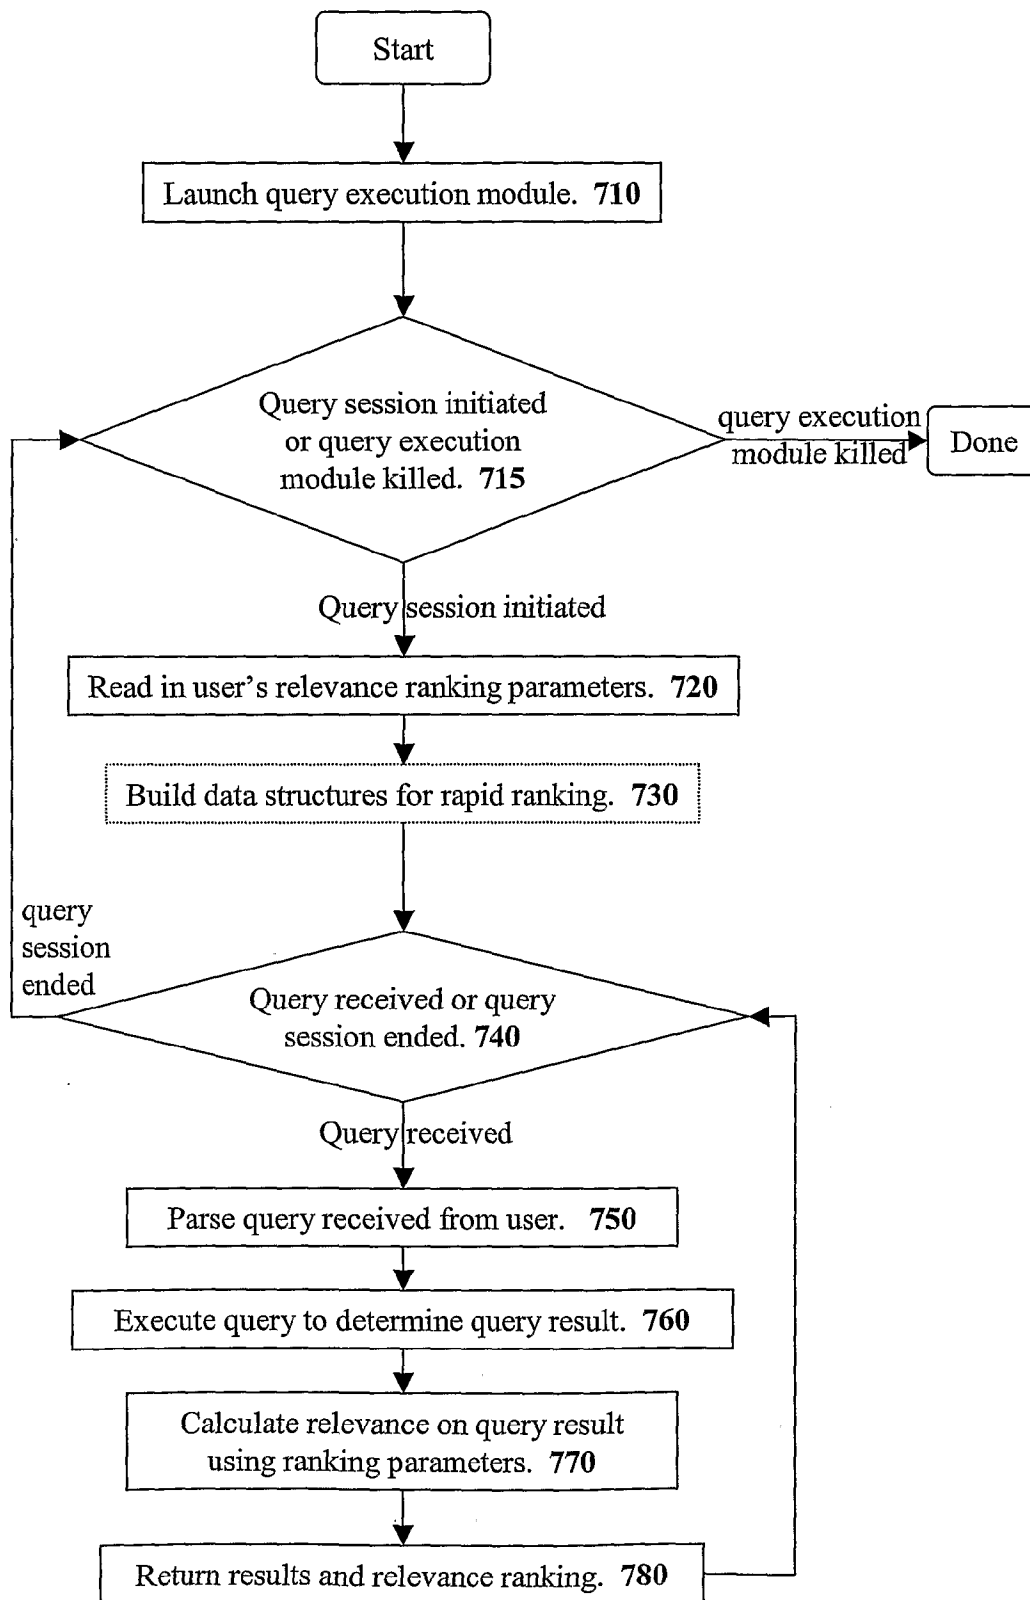 Start
Launch query execution module. 710
Query session initiated
or query execution
module killed. 715
query execution
module killed
Done
Query session initiated
Read in user's relevance ranking parameters. 720
Build data structures for rapid ranking. 730
query
session
ended
Query received or query
session ended. 740
Query received
Parse query received from user. 750
Execute query to determine query result. 760
Calculate relevance on query result
using ranking parameters. 770
Return results and relevance ranking. 780